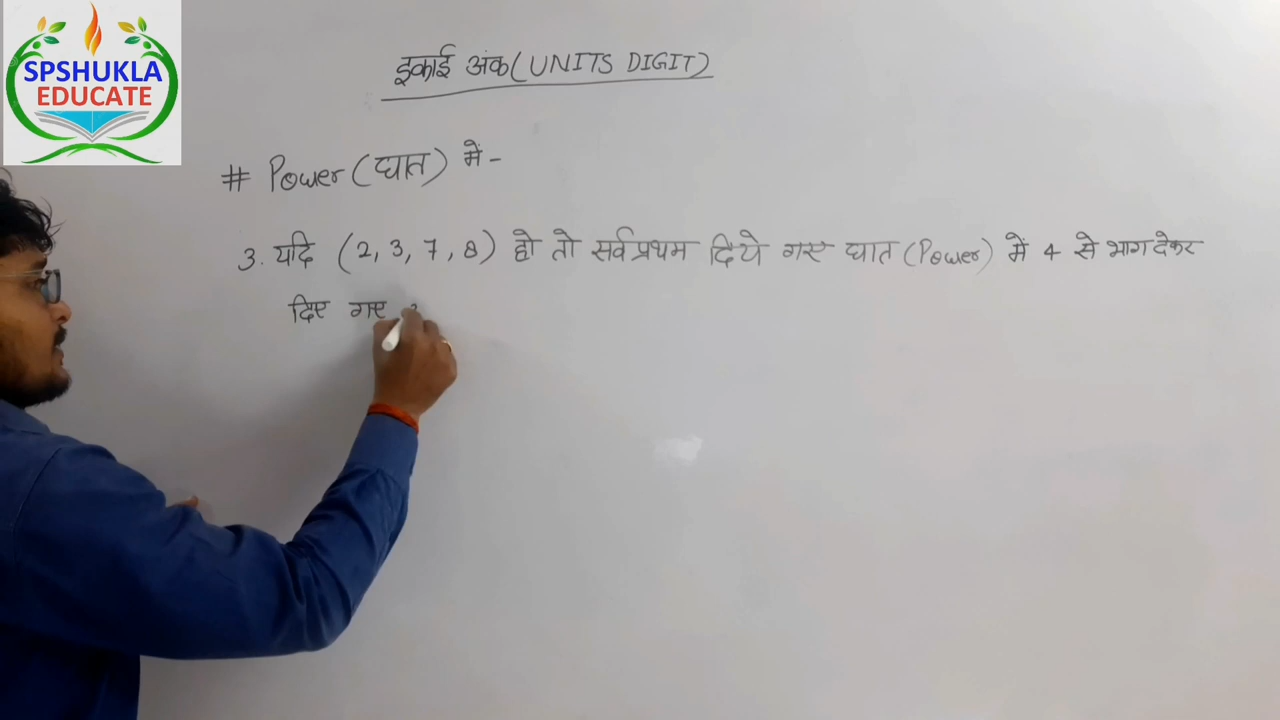 SPSHUKLA
EDUCATE
इकाई अंक (UNITS DIGIT)
# Power (घात) में -
3. यदि (2, 3, 7, 8) हो तो सर्वप्रथम दिये गए घात (Power) में 4 से भाग देकर
दिए गए